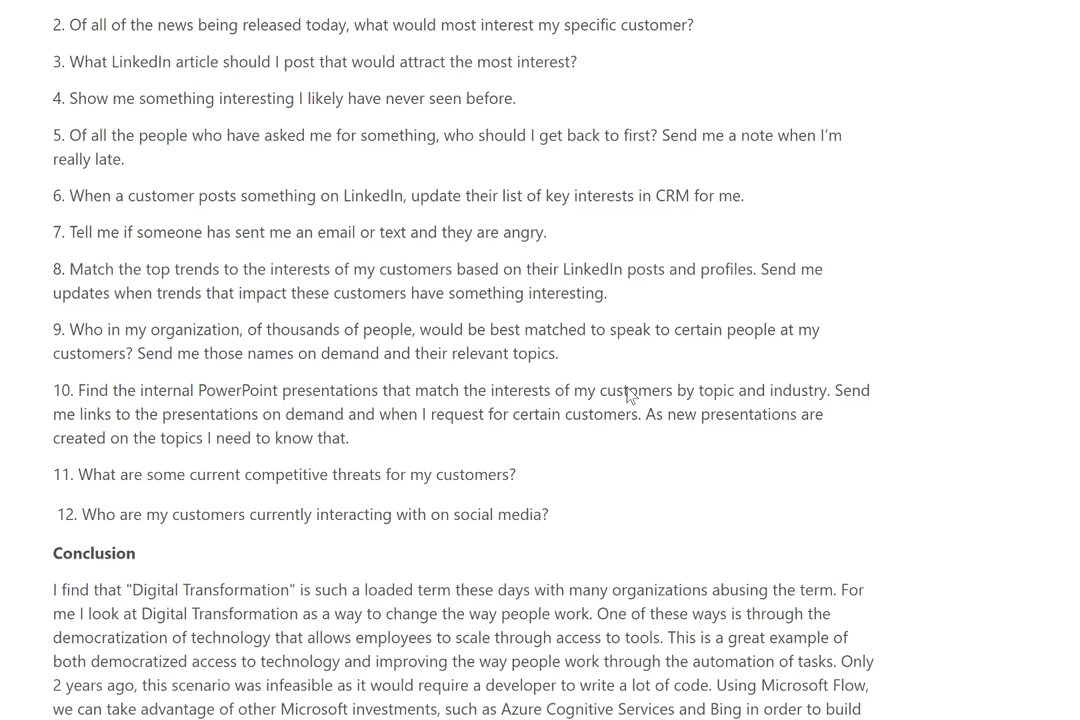 2. Of all of the news being released today, what would most interest my specific customer?
3. What LinkedIn article should I post that would attract the most interest?
4. Show me something interesting I likely have never seen before.
5. Of all the people who have asked me for something, who should I get back to first? Send me a note when I'm
really late.
6. When a customer posts something on LinkedIn, update their list of key interests in CRM for me.
7. Tell me if someone has sent me an email or text and they are angry.
8. Match the top trends to the interests of my customers based on their LinkedIn posts and profiles. Send me
updates when trends that impact these customers have something interesting.
9. Who in my organization, of thousands of people, would be best matched to speak to certain people at my
customers? Send me those names on demand and their relevant topics.
10. Find the internal PowerPoint presentations that match the interests of my customers by topic and industry. Send
me links to the presentations on demand and when I request for certain customers. As new presentations are
created on the topics I need to know that.
11. What are some current competitive threats for my customers?
12. Who are my customers currently interacting with on social media?
Conclusion
I find that "Digital Transformation" is such a loaded term these days with many organizations abusing the term. For
me I look at Digital Transformation as a way to change the way people work. One of these ways is through the
democratization of technology that allows employees to scale through access to tools. This is a great example of
both democratized access to technology and improving the way people work through the automation of tasks. Only
2 years ago, this scenario was infeasible as it would require a developer to write a lot of code. Using Microsoft Flow,
we can take advantage of other Microsoft investments, such as Azure Cognitive Services and Bing in order to build